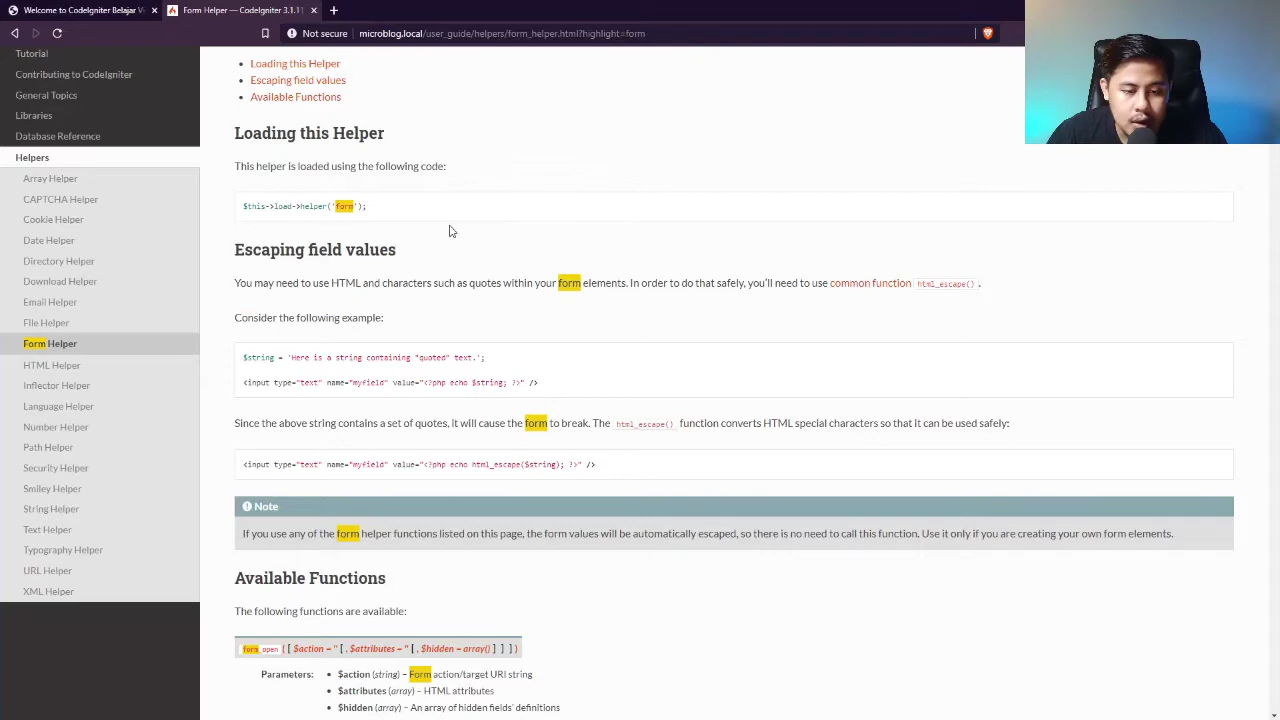 Welcome to CodeIgniter Belajar V
Form Helper — CodeIgniter 3.1.11
Not secure
microblog.local/user_guide/helpers/form_helper.html?highlight=form
Tutorial
Contributing to CodeIgniter
General Topics
Libraries
Database Reference
Helpers
Array Helper
CAPTCHA Helper
Cookie Helper
Date Helper
Directory Helper
Download Helper
Email Helper
File Helper
Form Helper
HTML Helper
Inflector Helper
Language Helper
Number Helper
Path Helper
Security Helper
Smiley Helper
String Helper
Text Helper
Typography Helper
URL Helper
XML Helper
Loading this Helper
Escaping field values
Available Functions
Loading this Helper
This helper is loaded using the following code:
$this->load->helper('form');
Escaping field values
You may need to use HTML and characters such as quotes within your form elements. In order to do that safely, you'll need to use common function html_escape() .
Consider the following example:
$string = 'Here is a string containing "quoted" text.';
<input type="text" name="myfield" value="<?php echo $string; ?>" />
Since the above string contains a set of quotes, it will cause the form to break. The html_escape() function converts HTML special characters so that it can be used safely:
<input type="text" name="myfield" value="<?php echo html_escape($string); ?>" />
Note
If you use any of the form helper functions listed on this page, the form values will be automatically escaped, so there is no need to call this function. Use it only if you are creating your own form elements.
Available Functions
The following functions are available:
form_open([$action = ''[, $attributes = ''[, $hidden = array()]]])
Parameters:
$action (string) – Form action/target URI string
$attributes (array) – HTML attributes
$hidden (array) – An array of hidden fields' definitions